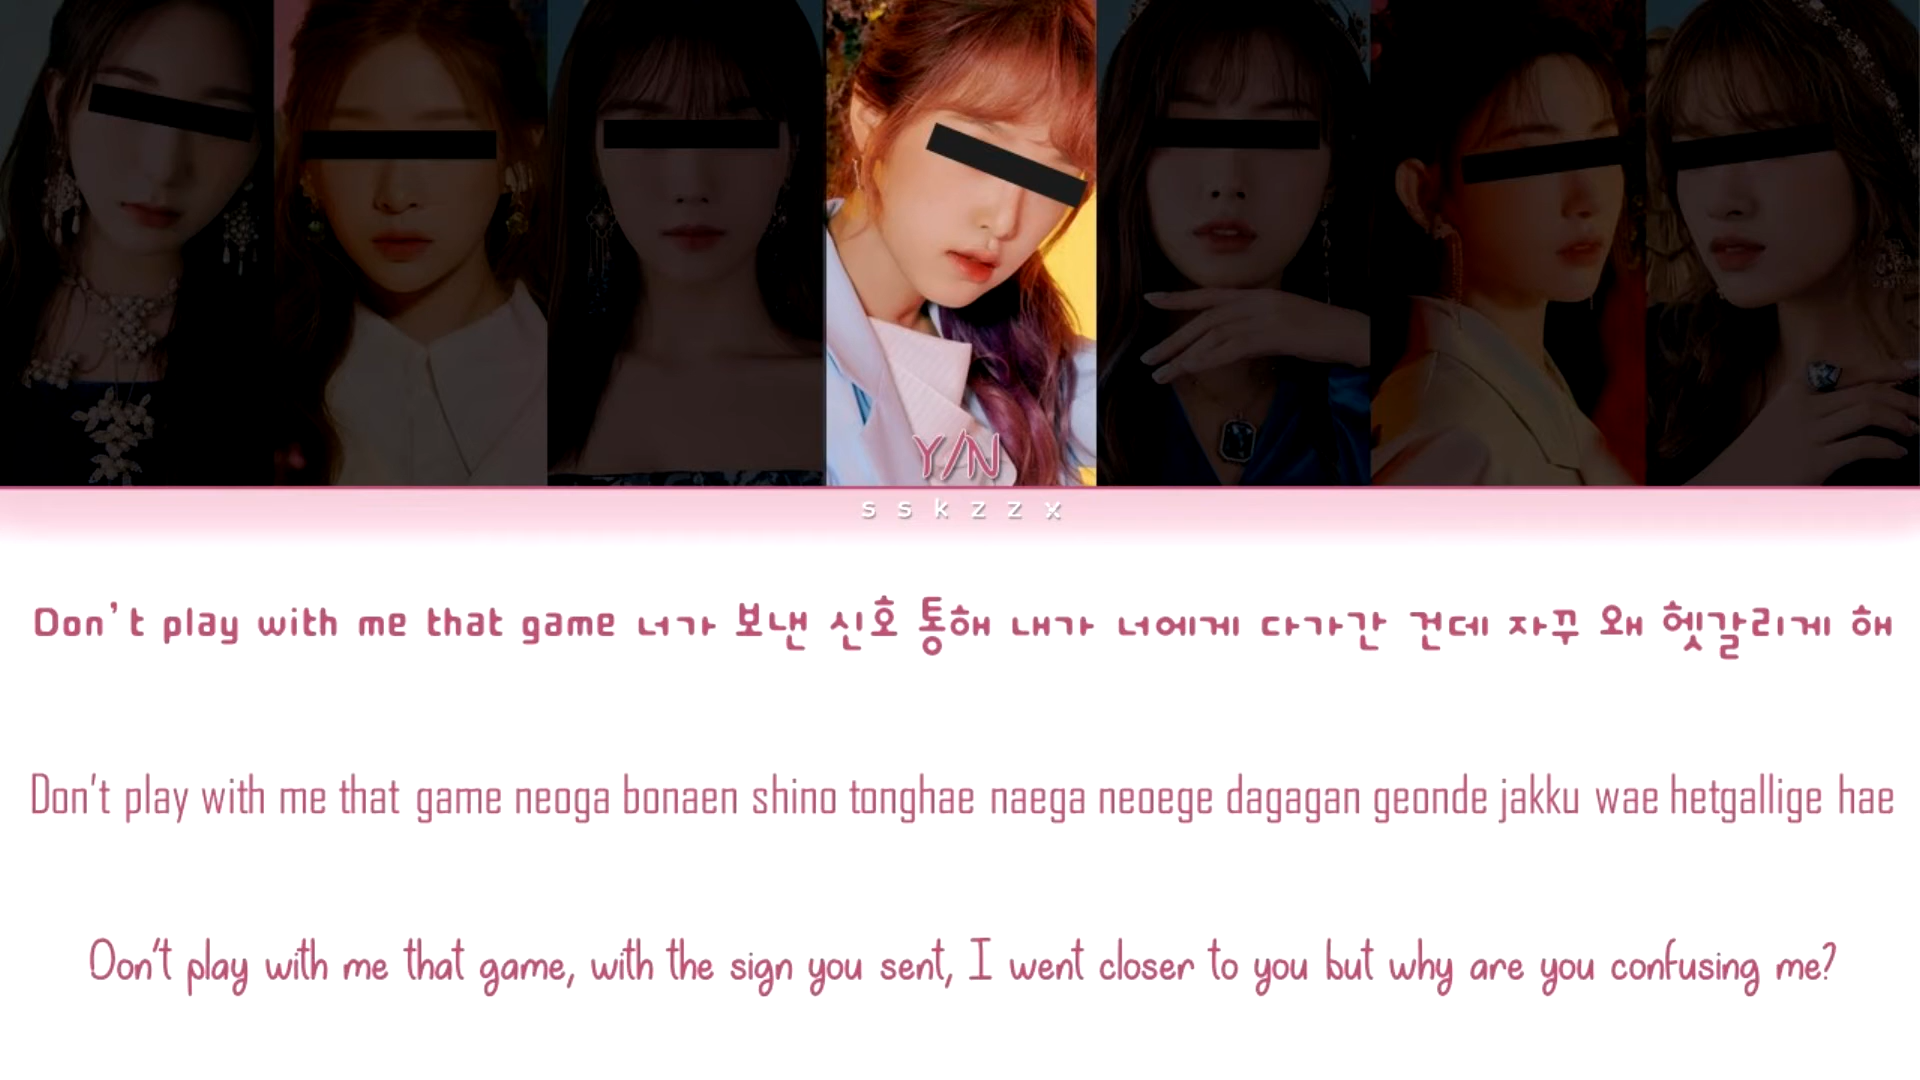 Y/N
s s k z z x
Don't play with me that game 너가 보낸 신호 통해 내가 너에게 다가간 건데 자꾸 왜 헷갈리게 해
Don't play with me that game neoga bonaen shino tonghae naega neoege dagagan geonde jakku wae hetgallige hae
Don't play with me that game, with the sign you sent, I went closer to you but why are you confusing me?